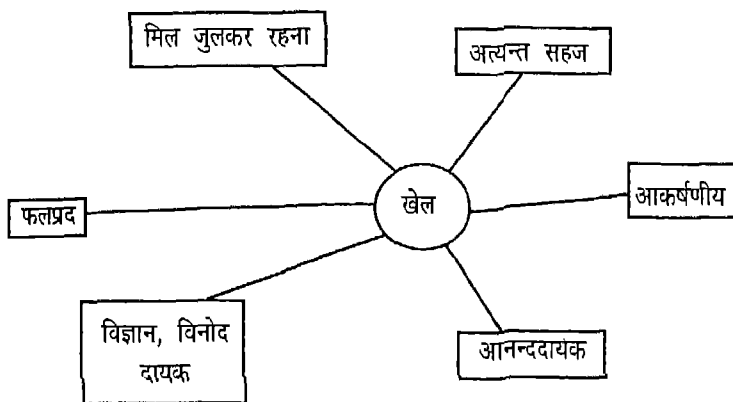 मिल जुलकर रहना
अत्यन्त सहज
खेल
आकर्षणीय
फलप्रद
विज्ञान, विनोद
दायक
आनन्ददायक